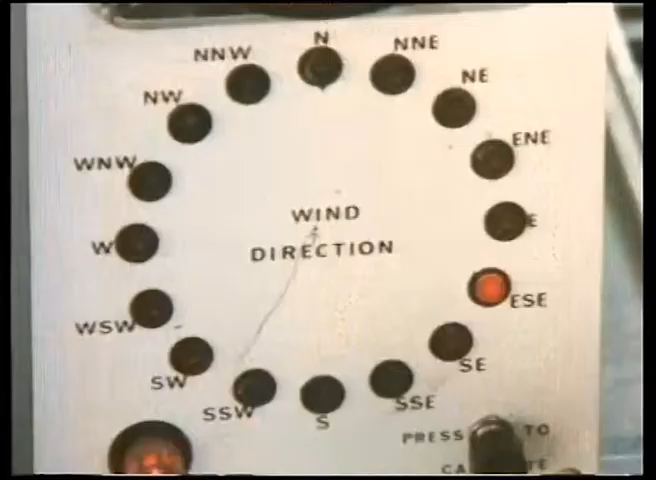 N
NNW
NNE
NW
NE
ENE
WNW
WIND
E
W
DIRECTION
ESE
WSW
SE
SW
SSE
SSW
S
PRESS TO